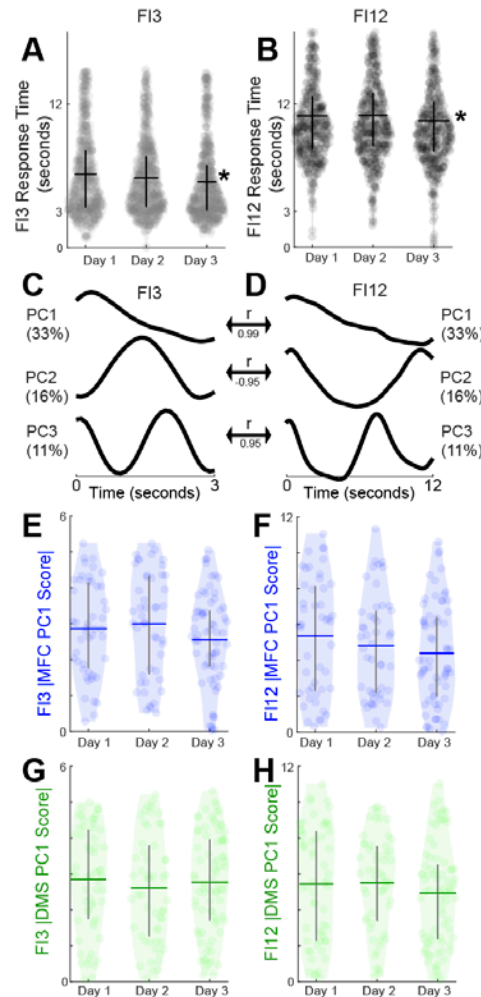 FI3
FI12
A
B
FI3 Response Time
(seconds)
12
3
0
*
Day 1
Day 2
Day 3
FI12 Response Time
(seconds)
12
3
0
*
Day 1
Day 2
Day 3
C
FI3
D
FI12
PC1
(33%)
r
0.99
PC1
(33%)
PC2
(16%)
r
-0.95
PC2
(16%)
PC3
(11%)
r
0.95
PC3
(11%)
0
Time (seconds)
3
0
Time (seconds)
12
E
FI3 |MFC PC1 Score|
6
0
Day 1
Day 2
Day 3
F
FI12 |MFC PC1 Score|
12
0
Day 1
Day 2
Day 3
G
FI3 |DMS PC1 Score|
6
0
Day 1
Day 2
Day 3
H
FI12 |DMS PC1 Score|
12
0
Day 1
Day 2
Day 3